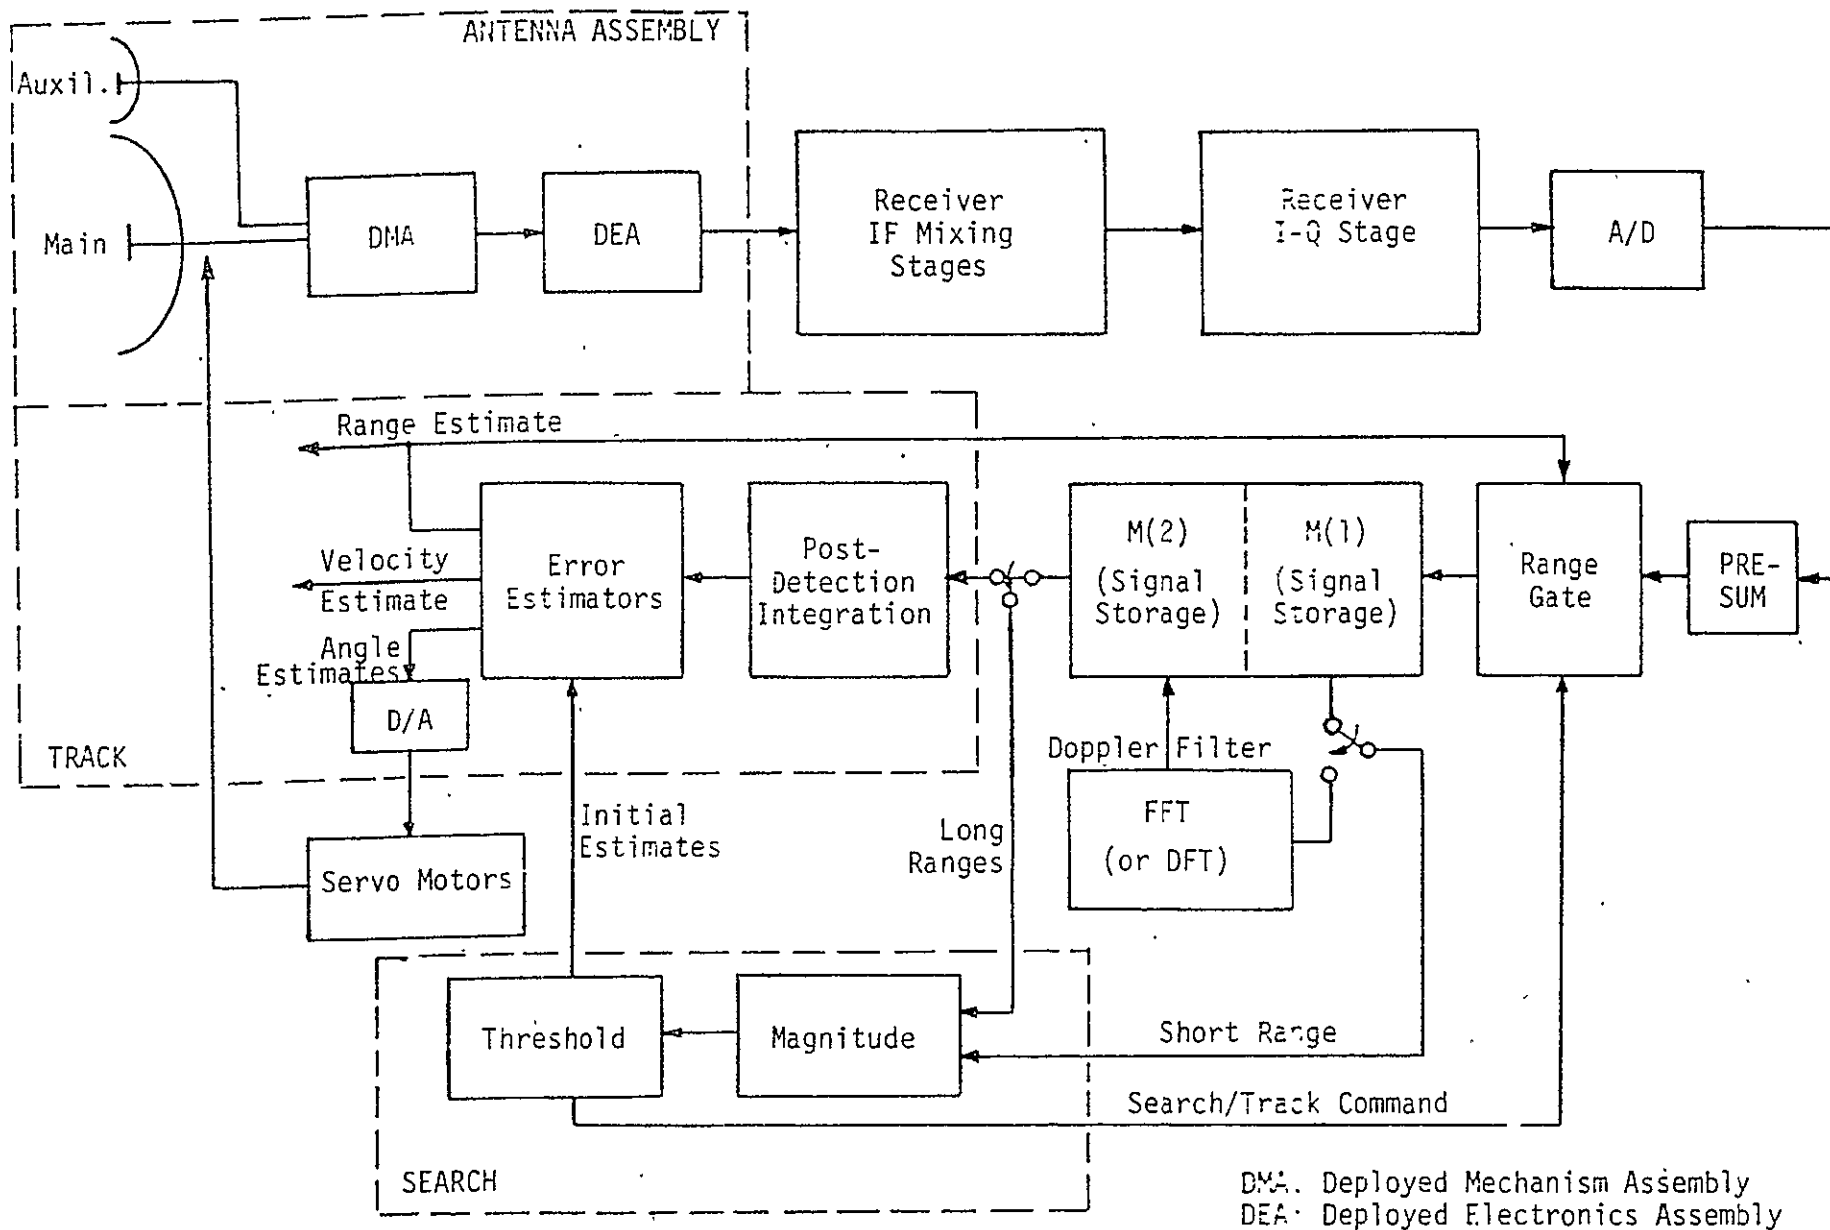 ANTENNA ASSEMBLY
Auxil.
Main
DMA
DEA
Receiver
IF Mixing
Stages
Receiver
I-Q Stage
A/D
Range Estimate
Velocity
Estimate
Angle
Estimates
Error
Estimators
Post-
Detection
Integration
M(2)
(Signal
Storage)
M(1)
(Signal
Storage)
Range
Gate
PRE-
SUM
D/A
TRACK
Servo Motors
Initial
Estimates
Long
Ranges
Doppler Filter
FFT
(or DFT)
Threshold
Magnitude
Short Range
Search/Track Command
SEARCH
DMA. Deployed Mechanism Assembly
DEA· Deployed Electronics Assembly